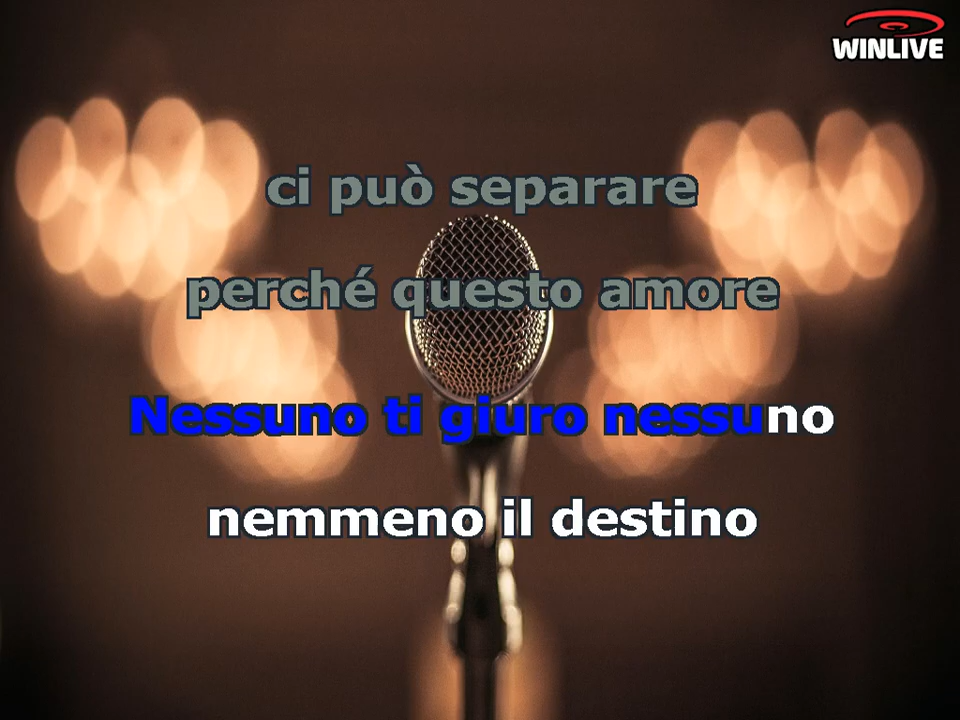 WINLIVE
ci può separare
perché questo amore
Nessuno ti giuro nessuno
nemmeno il destino